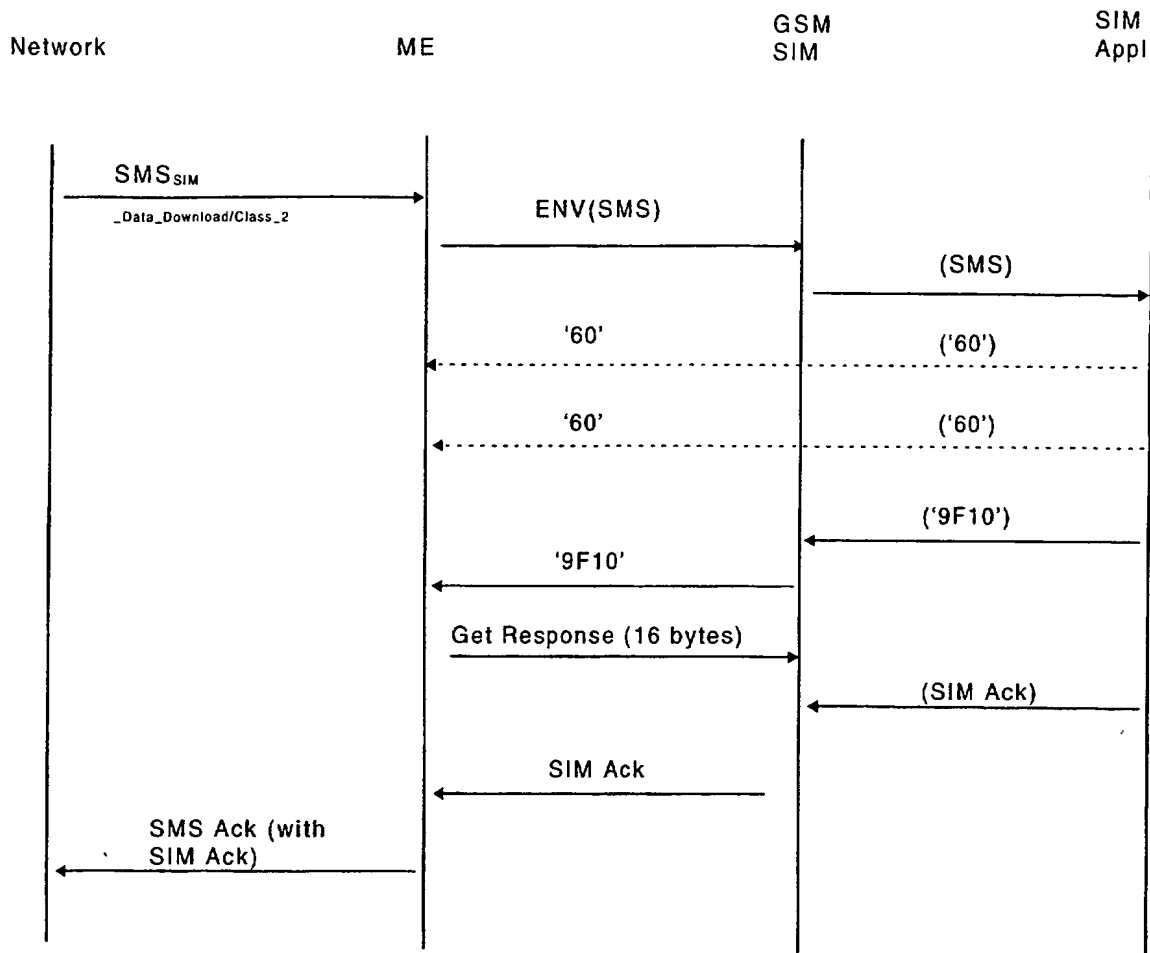 Network
ME
GSM
SIM
SIM
Appl
SMSSIM
_Data_Download/Class_2
ENV(SMS)
(SMS)
‘60’
(‘60’)
‘60’
(‘60’)
(‘9F10’)
‘9F10’
Get Response (16 bytes)
(SIM Ack)
SIM Ack
SMS Ack (with
SIM Ack)